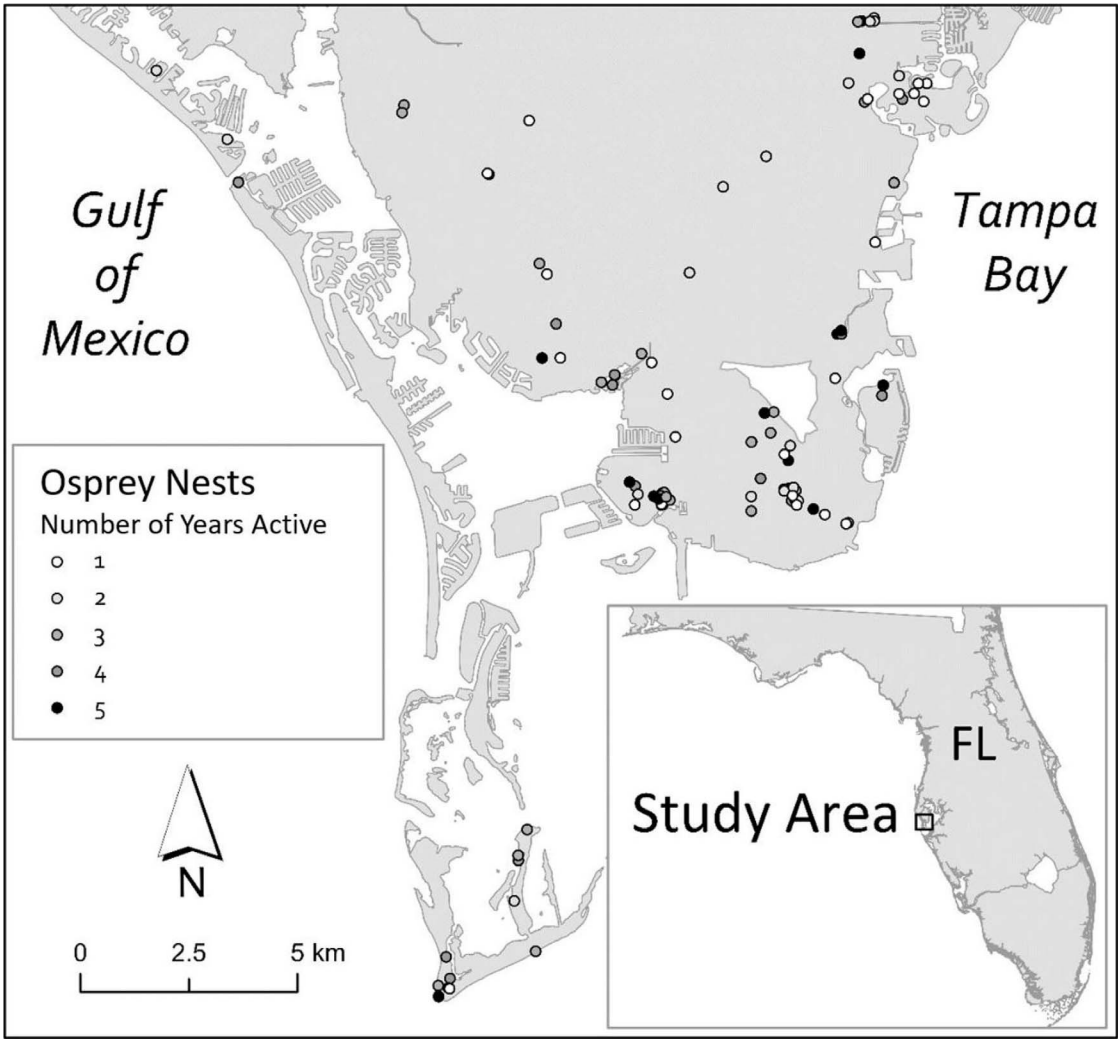 Gulf
of
Mexico
Tampa
Bay
Osprey Nests
Number of Years Active
1
2
3
4
5
N
0 2.5 5 km
FL
Study Area